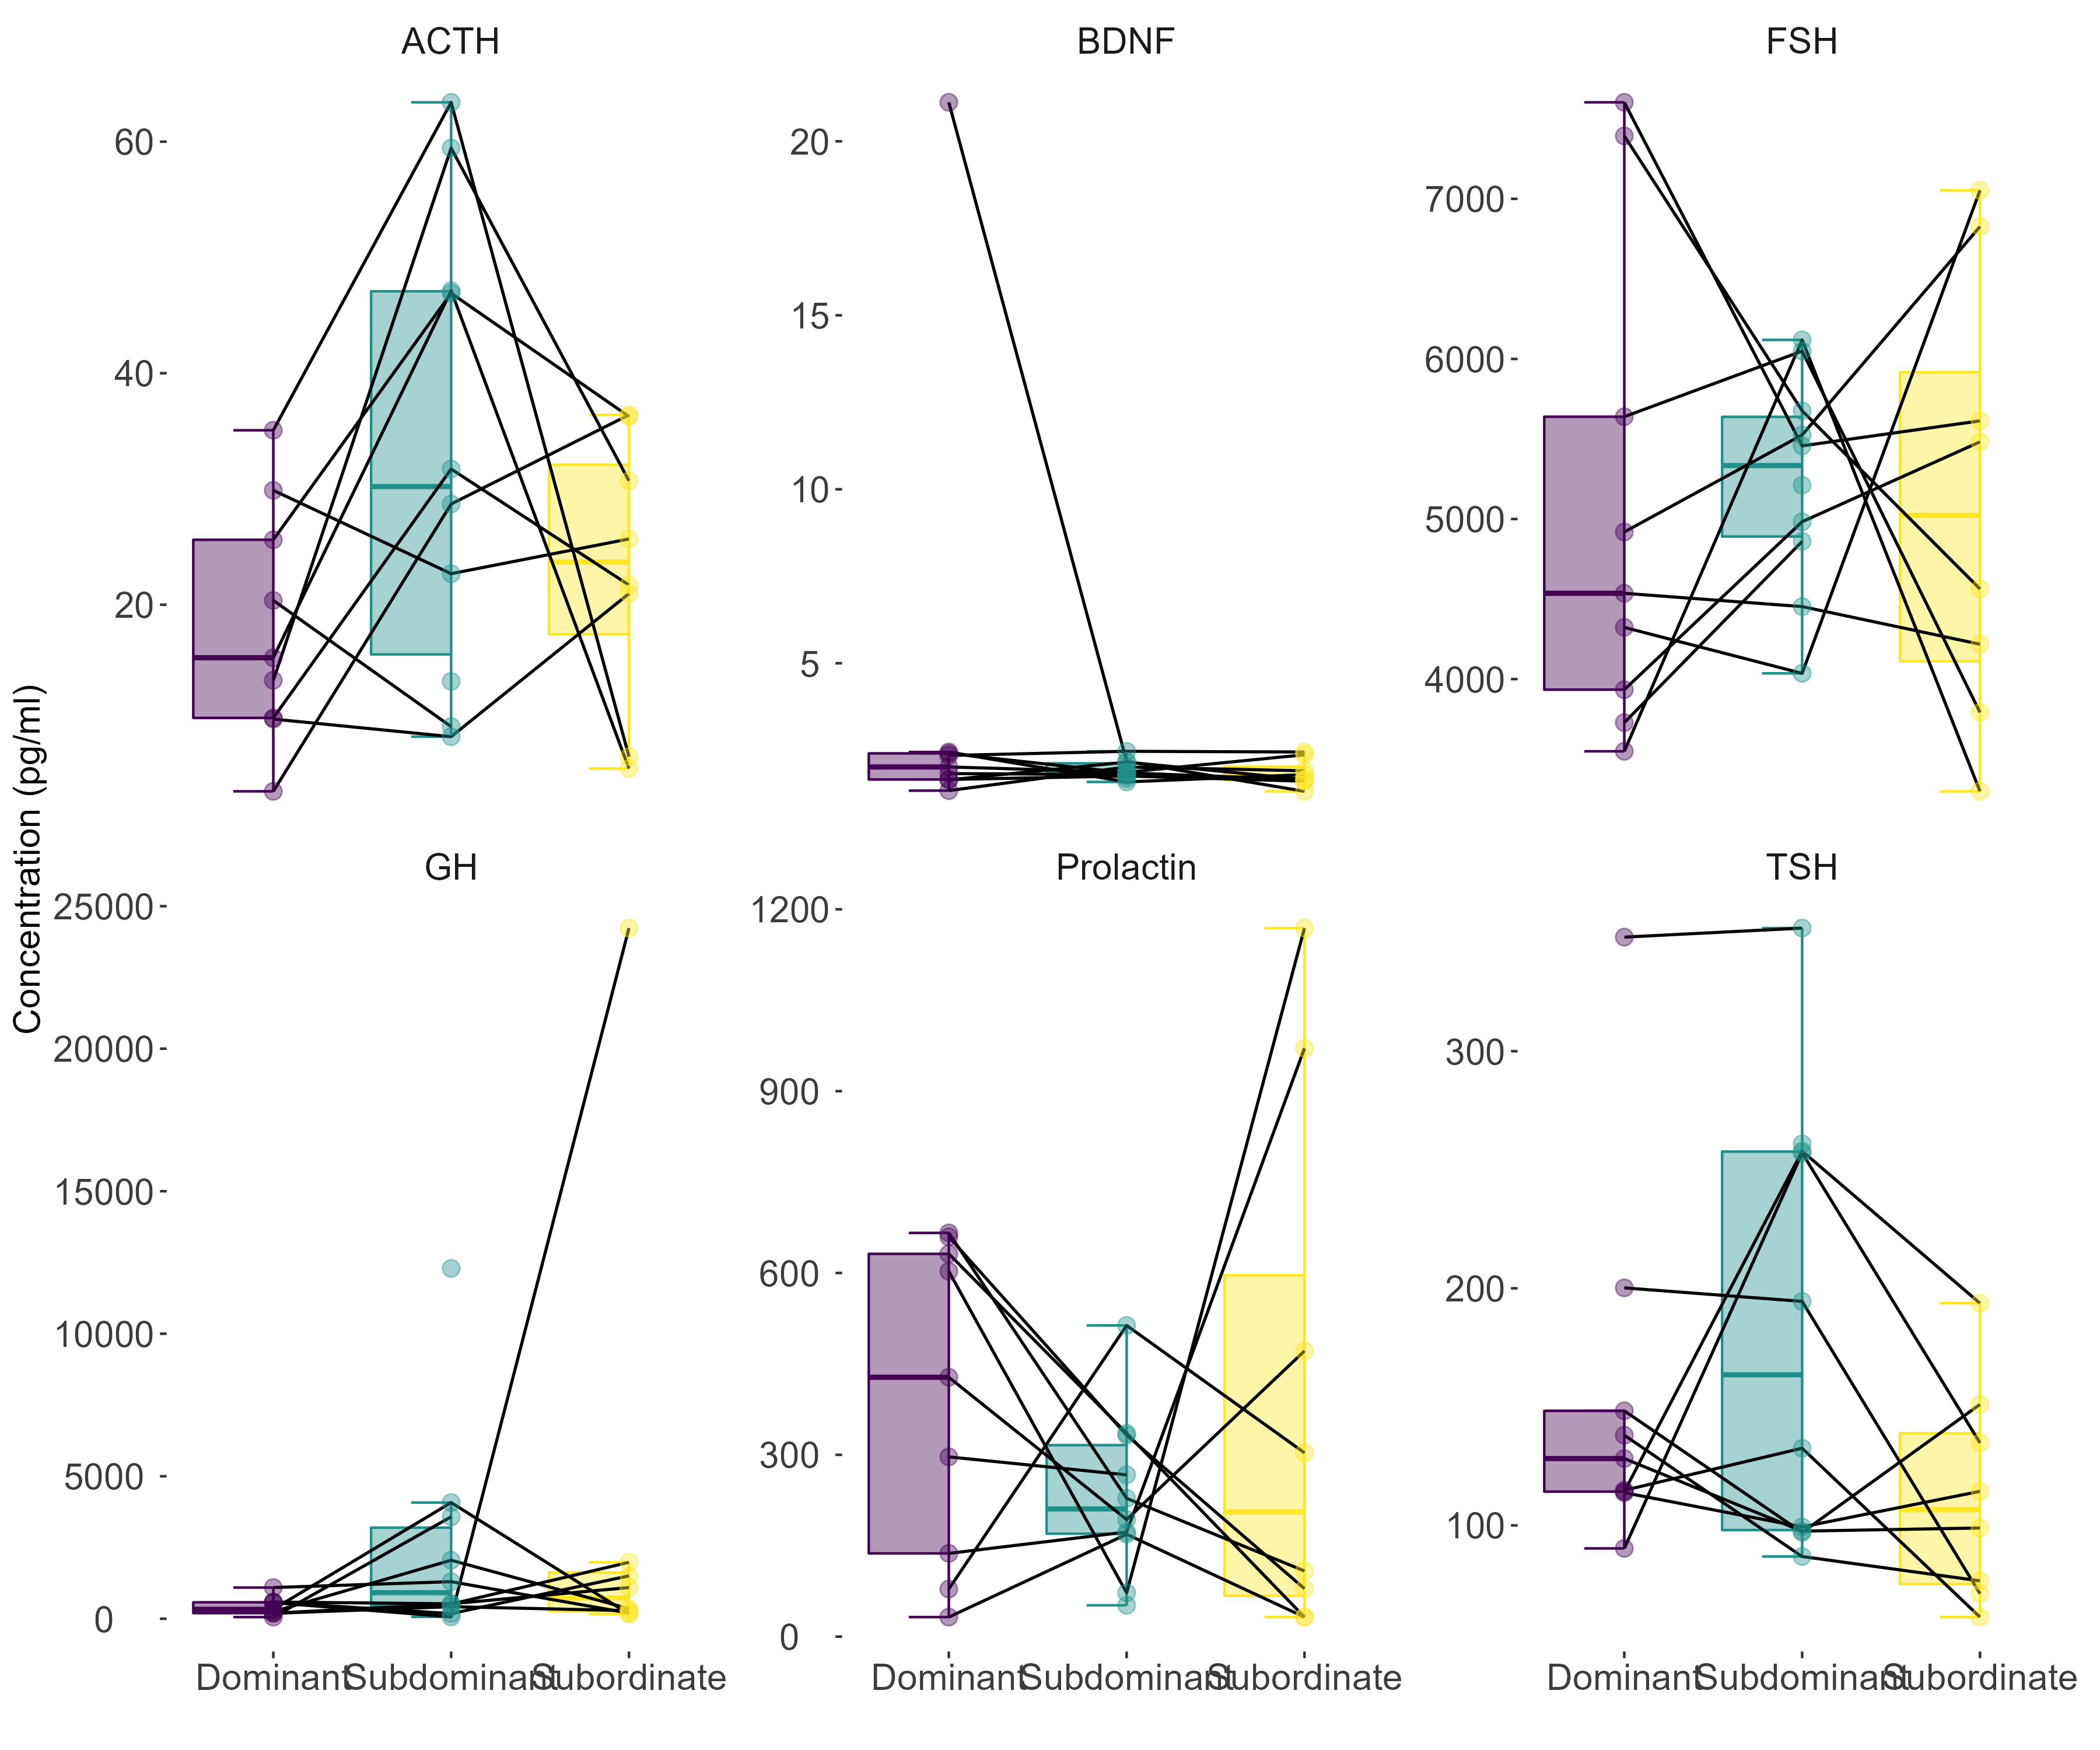 ACTH
BDNF
FSH
60
40
20
20
15
10
5
7000
6000
5000
4000
Concentration (pg/ml)
GH
Prolactin
TSH
25000
20000
15000
10000
5000
0
1200
900
600
300
0
300
200
100
Dominant Subdominant Subordinate
Dominant Subdominant Subordinate
Dominant Subdominant Subordinate